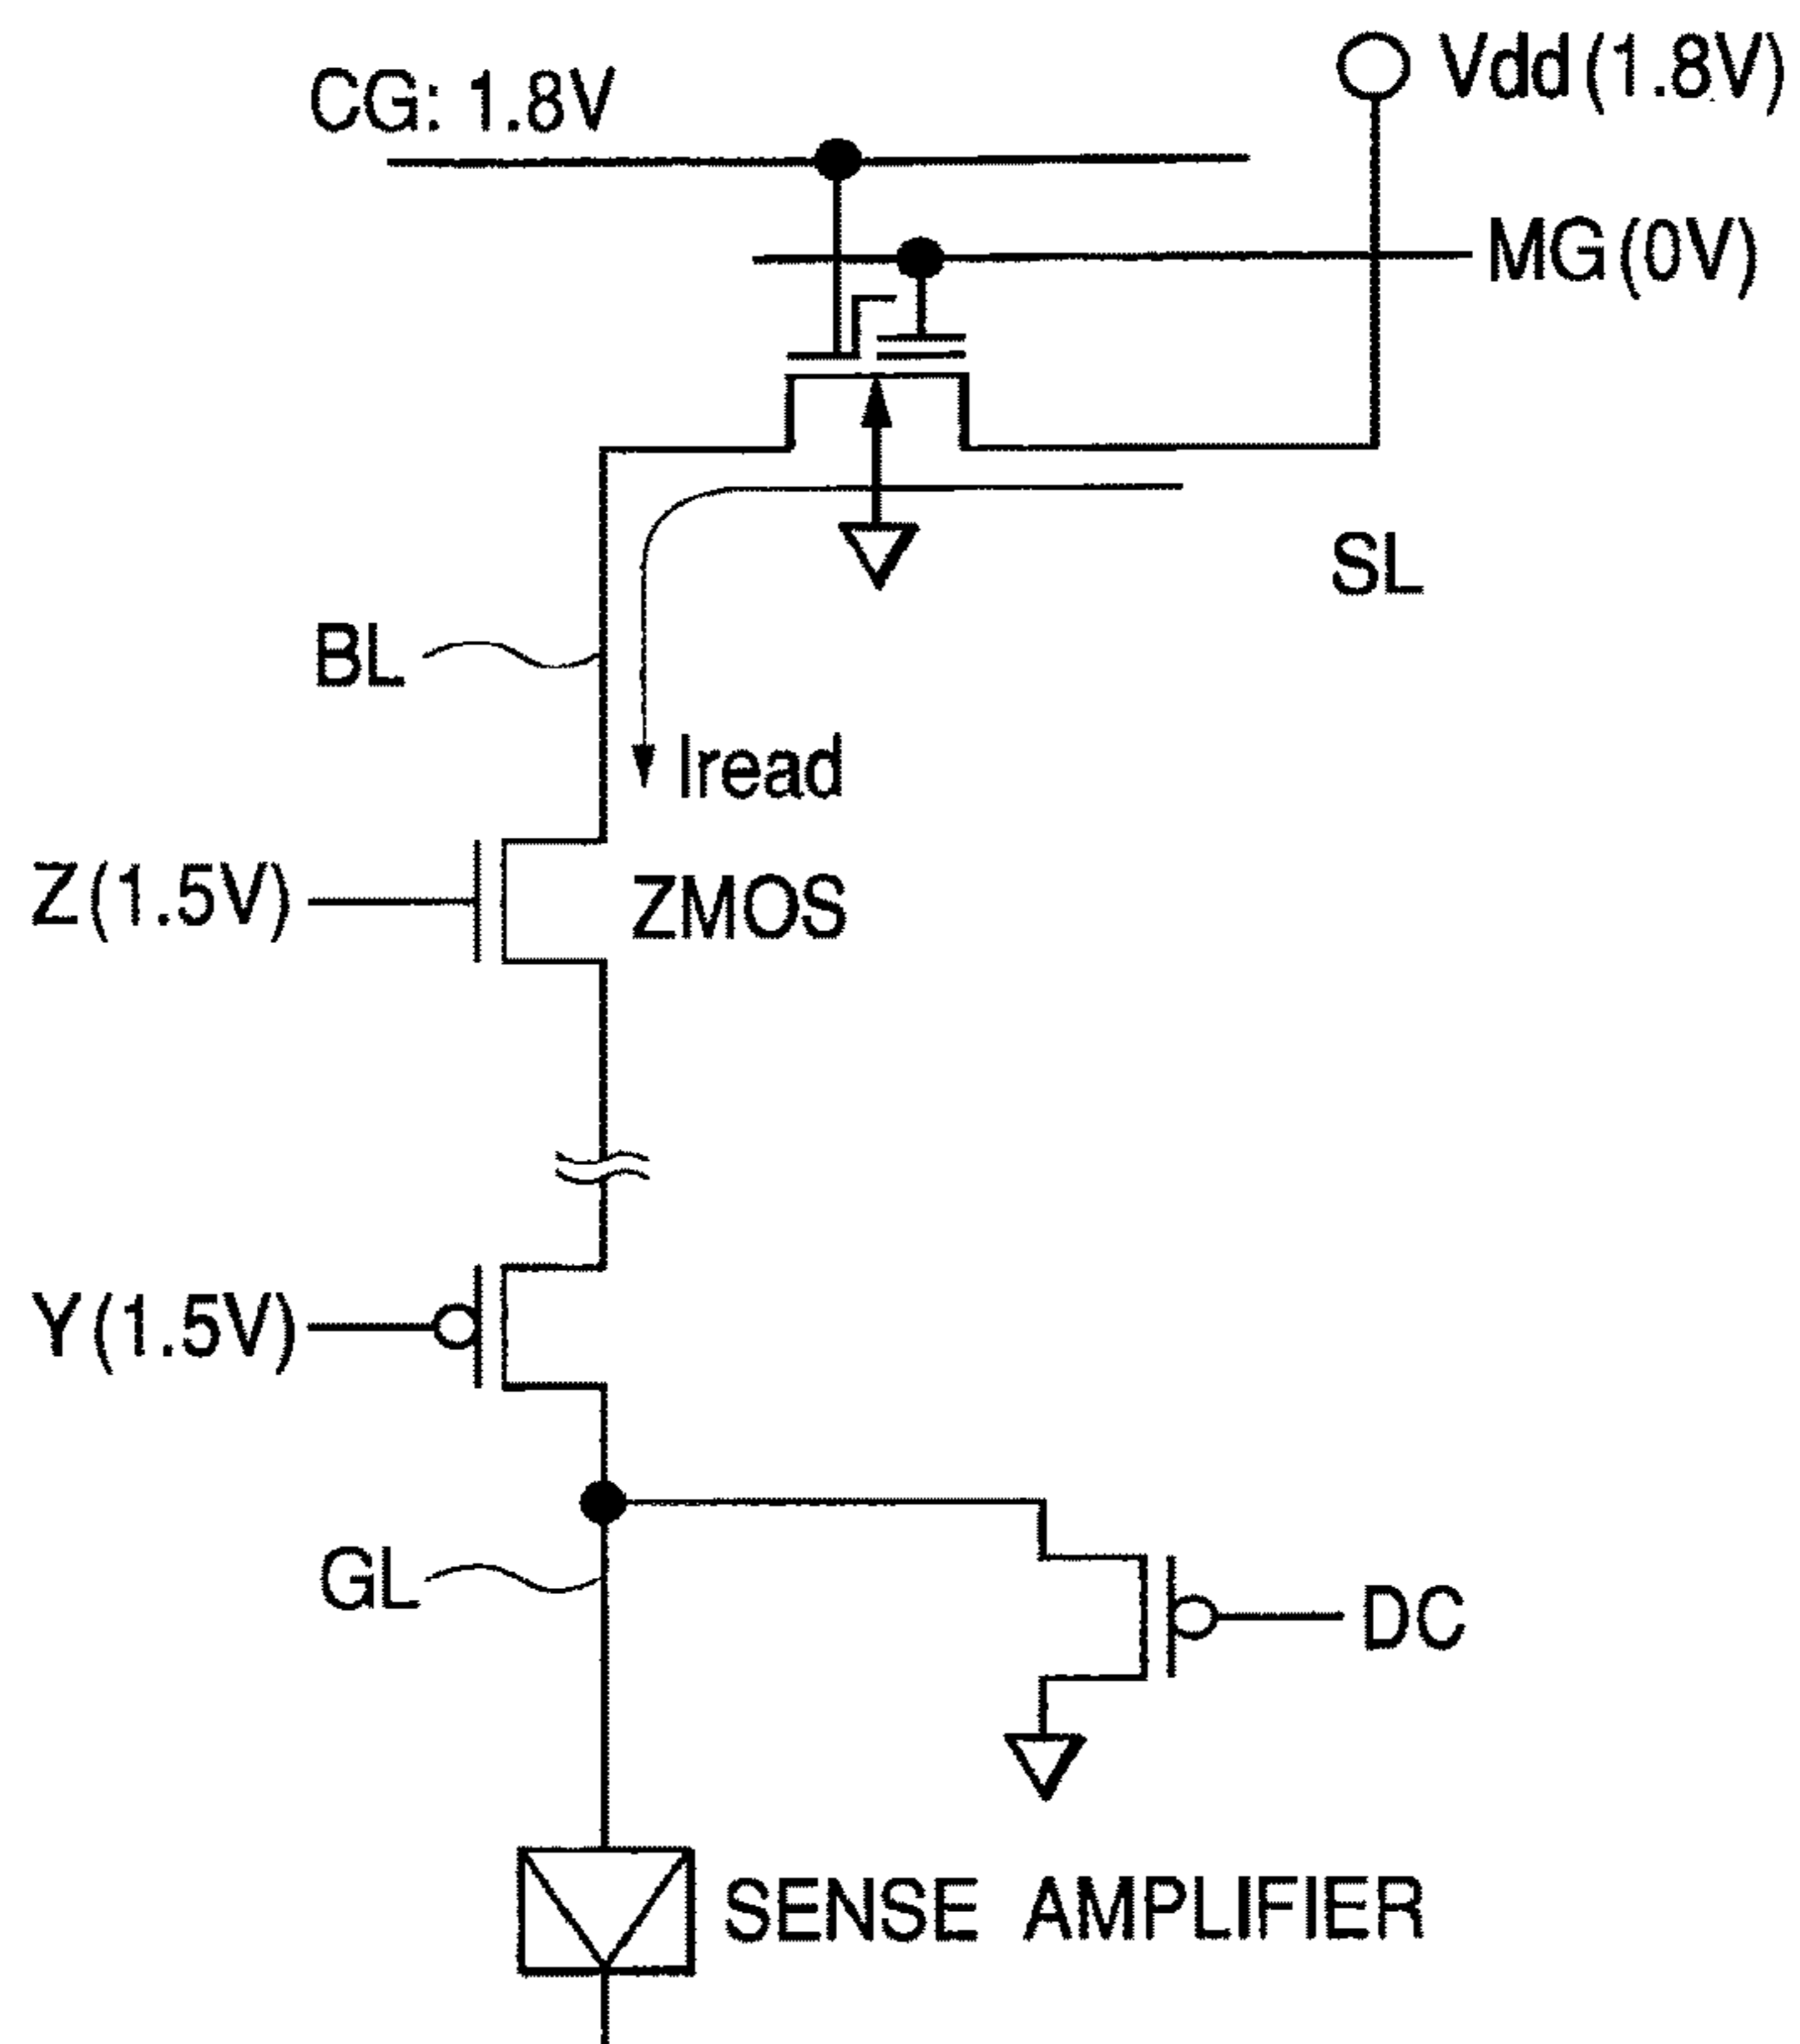 CG: 1.8V
Vdd(1.8V)
MG(0V)
SL
BL
Iread
Z(1.5V)
ZMOS
Y(1.5V)
GL
DC
SENSE AMPLIFIER